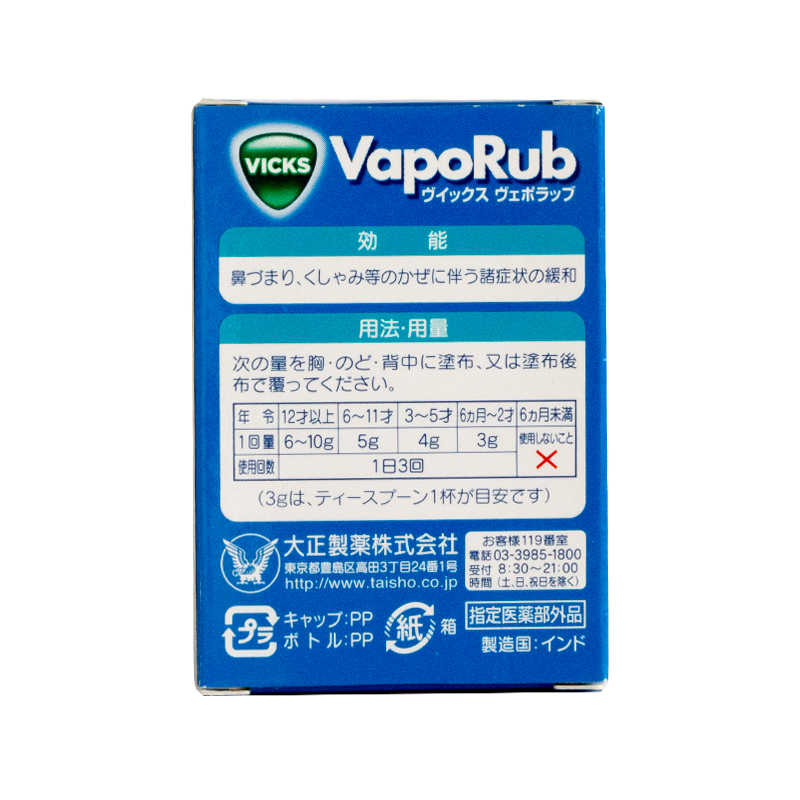 VICKS
VapoRub
ヴイックス ヴェポラッブ
効 能
鼻づまり、くしゃみ等のかぜに伴う諸症状の緩和
用法・用量
次の量を胸・のど・背中に塗布、又は塗布後
布で覆ってください。
年 令 12才以上 6〜11才 3〜5才 6カ月〜2才 6カ月未満
1回量 6〜10g 5g 4g 3g 使用しないこと
使用回数 1日3回 ×
(3gは、ティースプーン1杯が目安です)
大正製薬株式会社
東京都豊島区高田3丁目24番1号
http://www.taisho.co.jp
お客様119番室
電話 03-3985-1800
受付 8:30〜21:00
時間 (土、日、祝日を除く)
プラ キャップ:PP
ボトル:PP
紙 箱
指定医薬部外品
製造国:インド